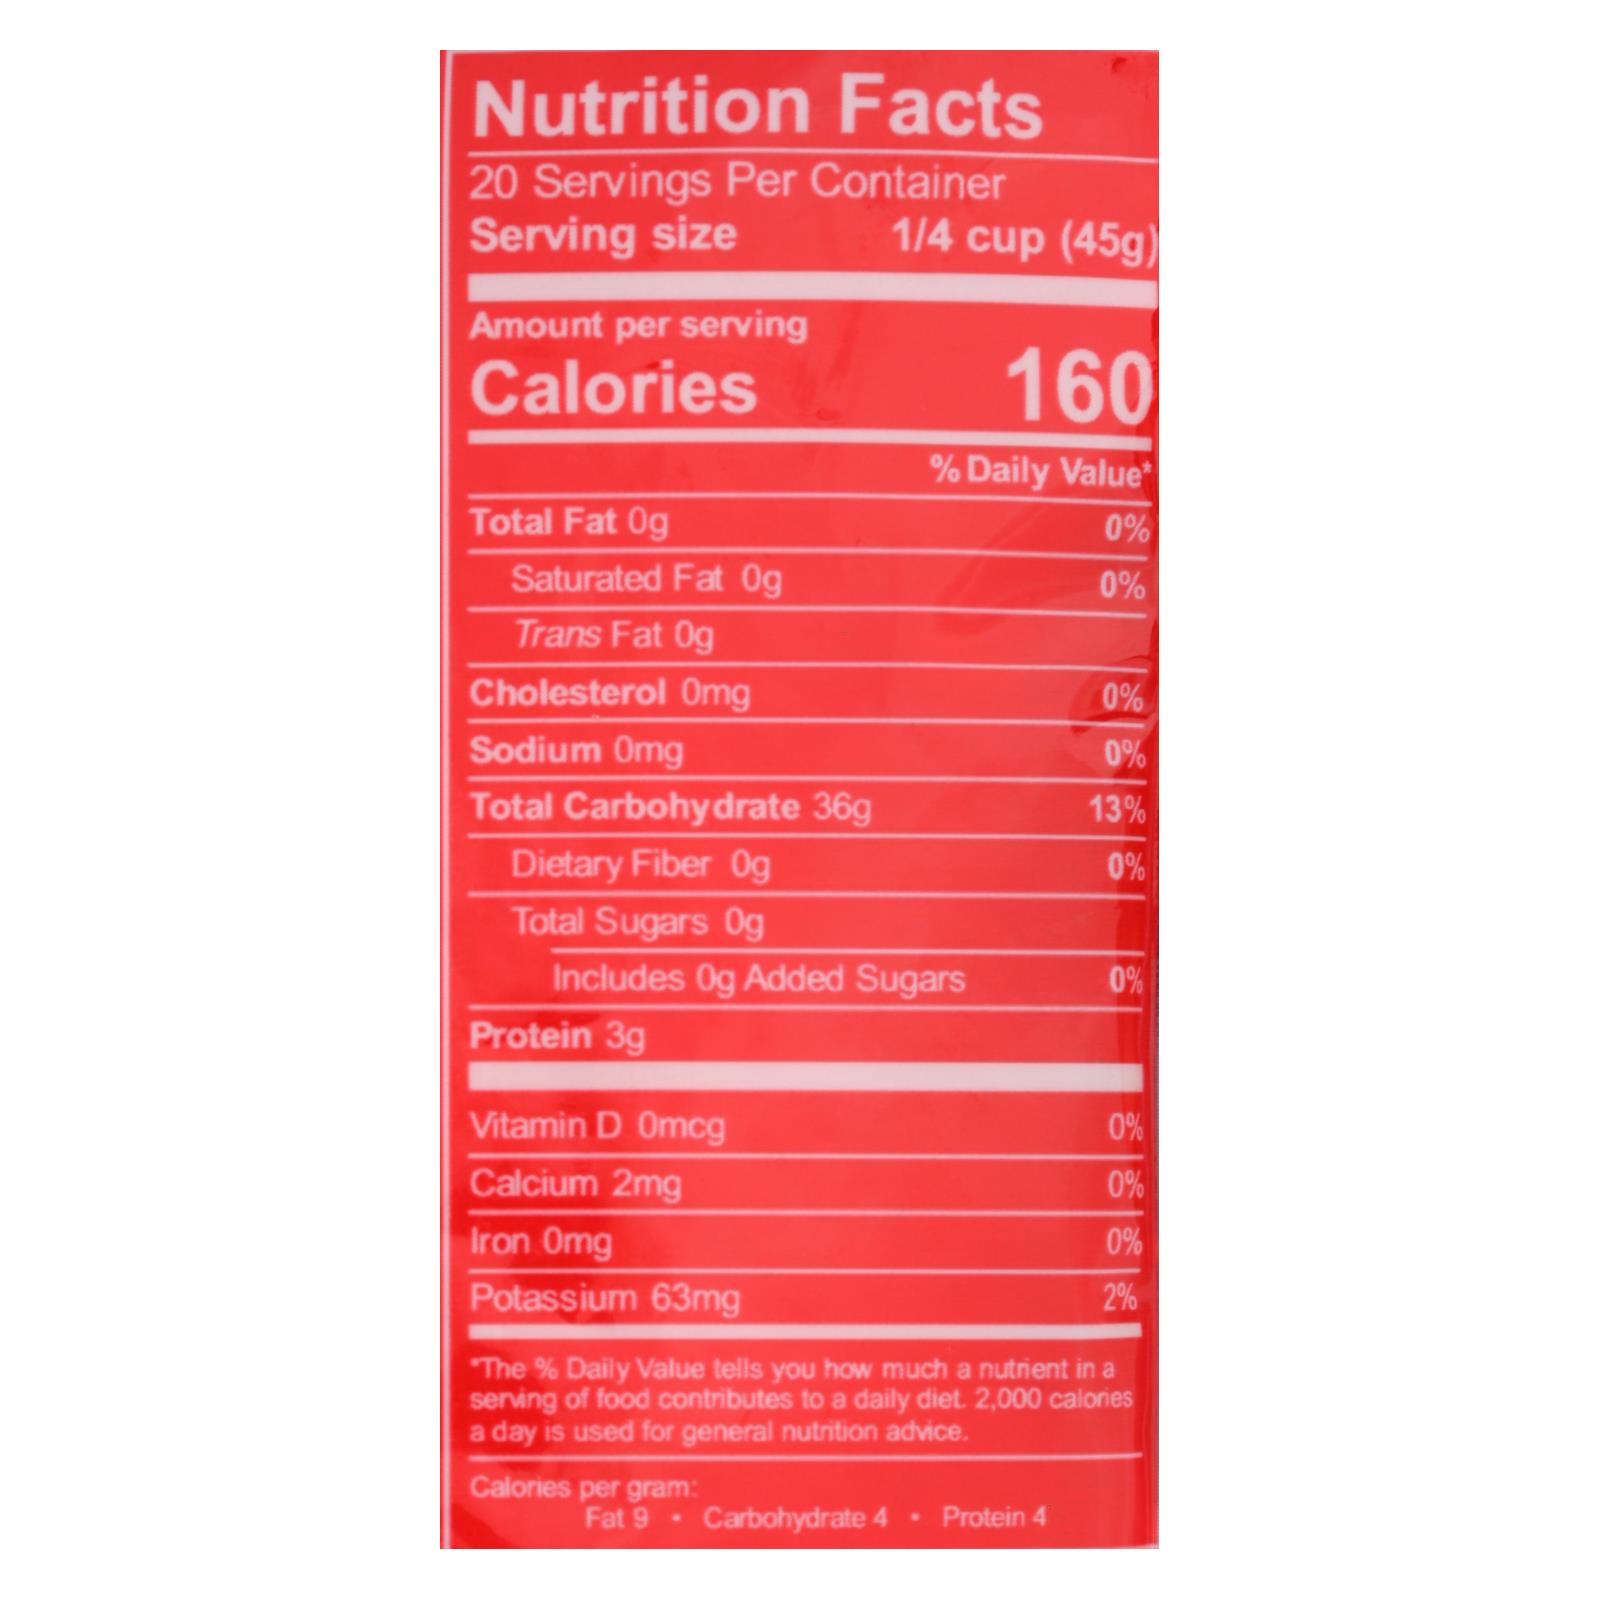 Nutrition Facts
20 Servings Per Container
Serving size 1/4 cup (45g)
Amount per serving
Calories 160
% Daily Value*
Total Fat 0g 0%
Saturated Fat 0g 0%
Trans Fat 0g
Cholesterol 0mg 0%
Sodium 0mg 0%
Total Carbohydrate 36g 13%
Dietary Fiber 0g 0%
Total Sugars 0g
Includes 0g Added Sugars 0%
Protein 3g
Vitamin D 0mcg 0%
Calcium 2mg 0%
Iron 0mg 0%
Potassium 63mg 2%
*The % Daily Value tells you how much a nutrient in a
serving of food contributes to a daily diet. 2,000 calories
a day is used for general nutrition advice.
Calories per gram:
Fat 9 • Carbohydrate 4 • Protein 4